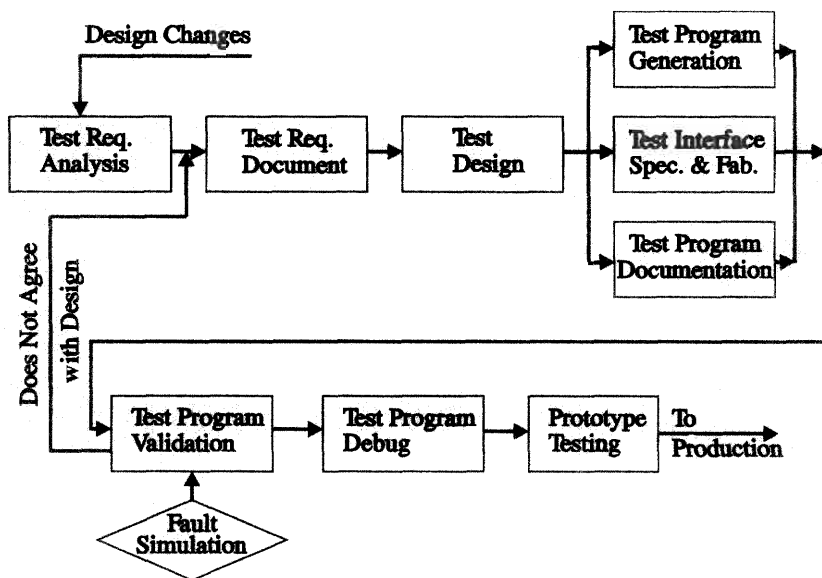 Design Changes
Test Req.
Analysis
Test Req.
Document
Test
Design
Test Program
Generation
Test Interface
Spec. & Fab.
Test Program
Documentation
Does Not Agree
with Design
Test Program
Validation
Test Program
Debug
Prototype
Testing
To
Production
Fault
Simulation